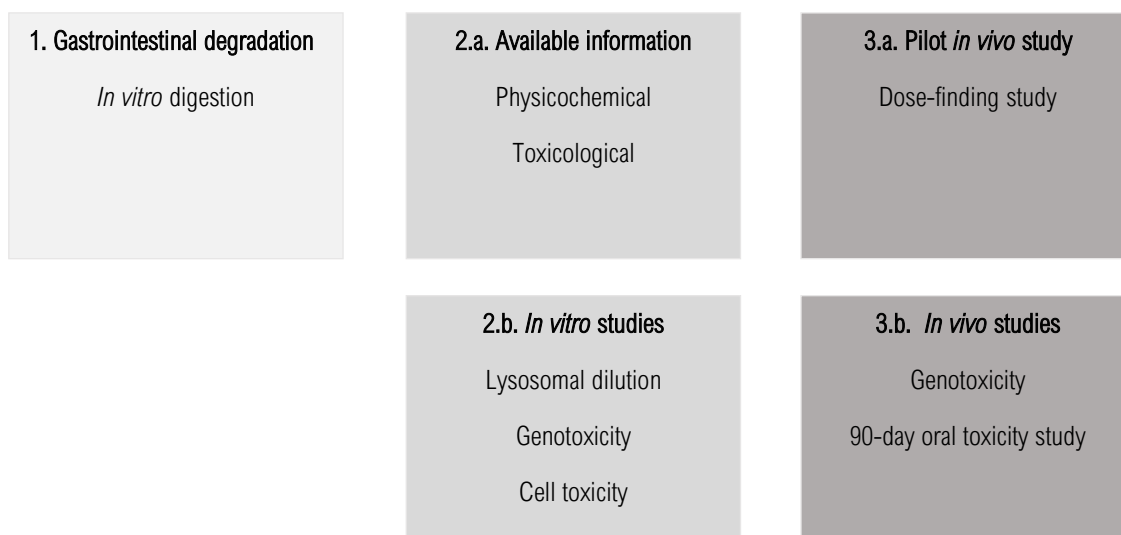 1. Gastrointestinal degradation
In vitro digestion
2.a. Available information
Physicochemical
Toxicological
3.a. Pilot in vivo study
Dose-finding study
2.b. In vitro studies
Lysosomal dilution
Genotoxicity
Cell toxicity
3.b. In vivo studies
Genotoxicity
90-day oral toxicity study